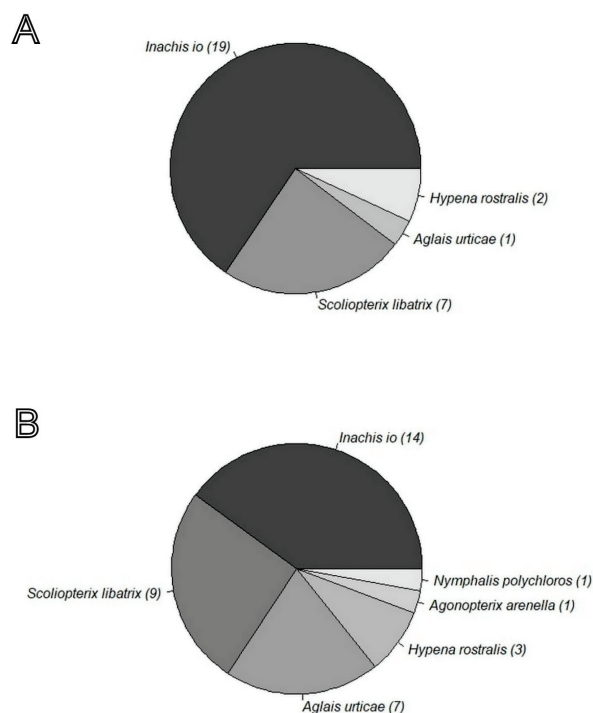 A
Inachis io (19)
Hypena rostralis (2)
Aglais urticae (1)
Scoliopterix libatrix (7)
B
Inachis io (14)
Nymphalis polychloros (1)
Agonopterix arenella (1)
Scoliopterix libatrix (9)
Hypena rostralis (3)
Aglais urticae (7)